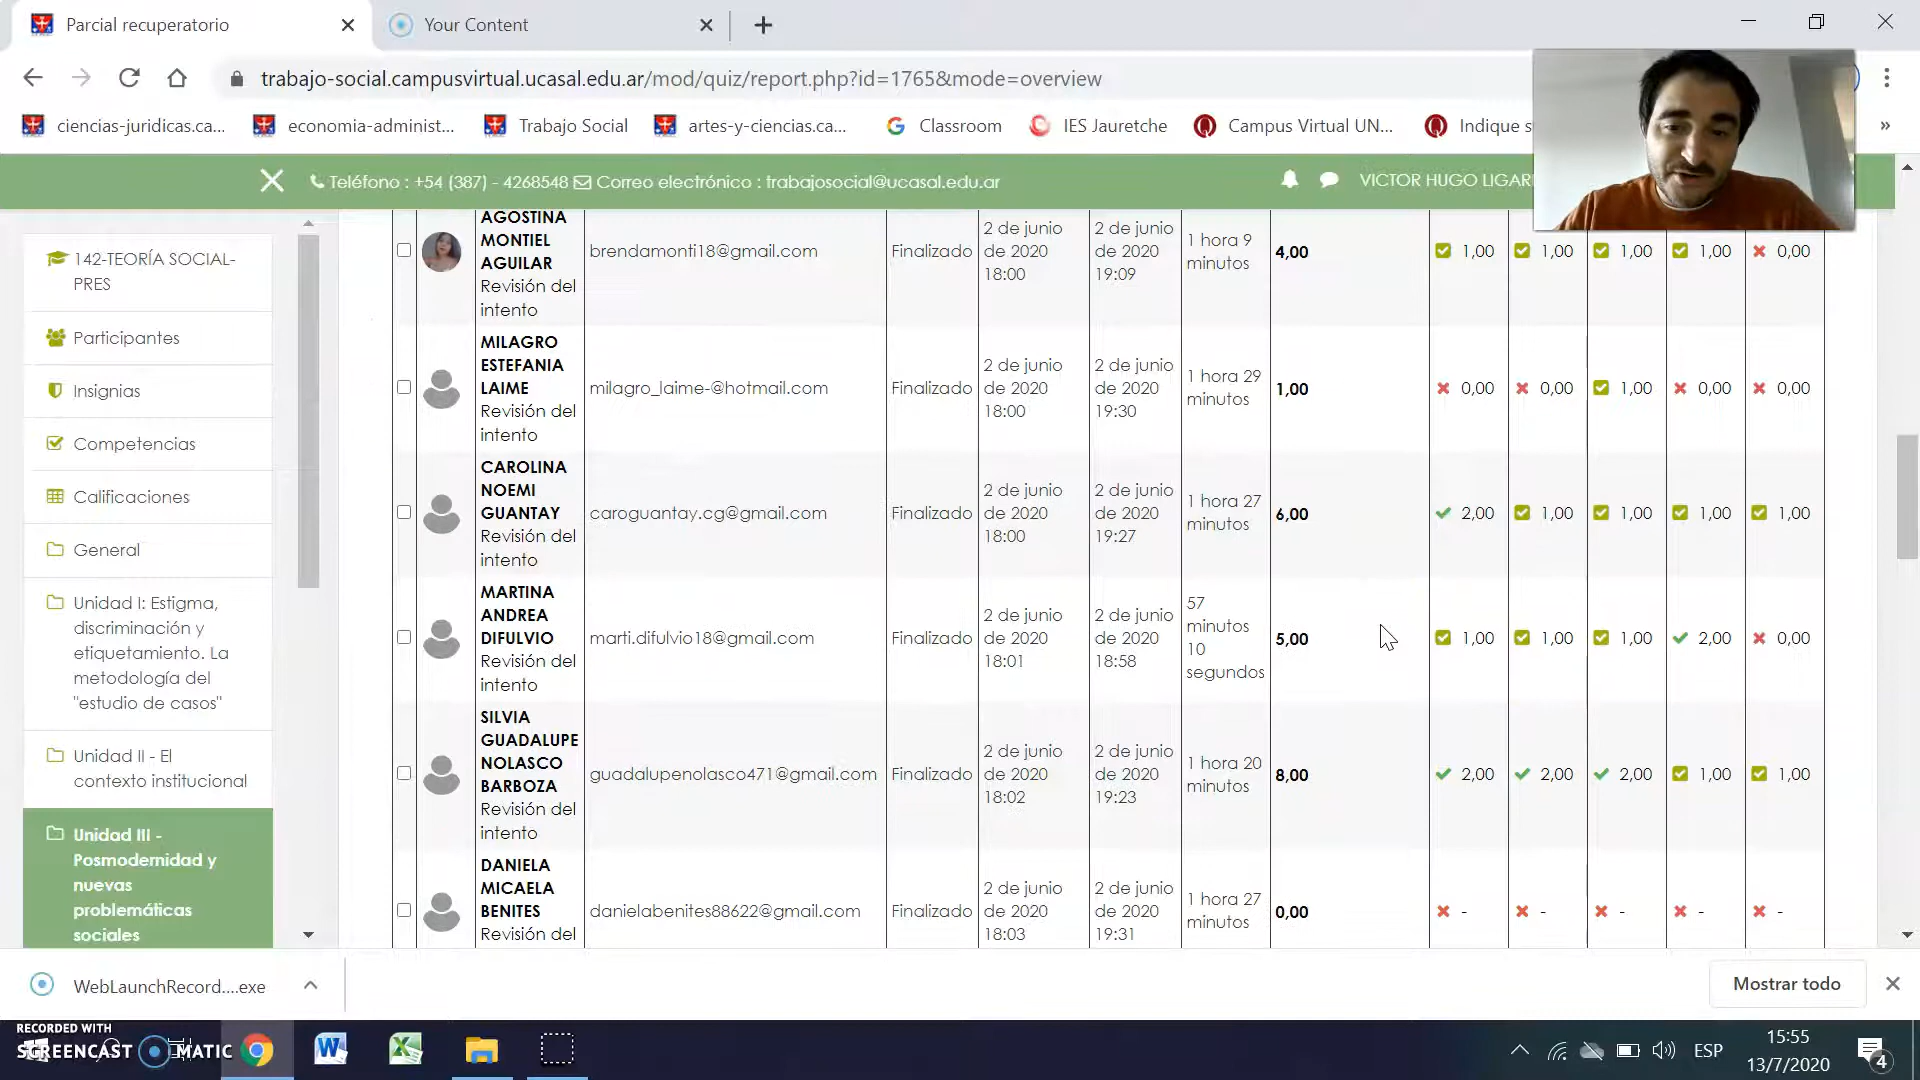 Parcial recuperatorio
Your Content
trabajo-social.campusvirtual.ucasal.edu.ar/mod/quiz/report.php?id=1765&mode=overview
ciencias-juridicas.ca...
economia-administ...
Trabajo Social
artes-y-ciencias.ca...
Classroom
IES Jauretche
Campus Virtual UN...
Indique s
»
Teléfono : +54 (387) - 4268548 Correo electrónico : trabajosocial@ucasal.edu.ar
VICTOR HUGO LIGAR
142-TEORÍA SOCIAL-
PRES
Participantes
Insignias
Competencias
Calificaciones
General
Unidad I: Estigma,
discriminación y
etiquetamiento. La
metodología del
"estudio de casos"
Unidad II - El
contexto institucional
Unidad III -
Posmodernidad y
nuevas
problemáticas
sociales
AGOSTINA
MONTIEL
AGUILAR
Revisión del
intento
brendamonti18@gmail.com
Finalizado
2 de junio
de 2020
18:00
2 de junio
de 2020
19:09
1 hora 9
minutos
4,00
1,00
1,00
1,00
1,00
0,00
MILAGRO
ESTEFANIA
LAIME
Revisión del
intento
milagro_laime-@hotmail.com
Finalizado
2 de junio
de 2020
18:00
2 de junio
de 2020
19:30
1 hora 29
minutos
1,00
0,00
0,00
1,00
0,00
0,00
CAROLINA
NOEMI
GUANTAY
Revisión del
intento
caroguantay.cg@gmail.com
Finalizado
2 de junio
de 2020
18:00
2 de junio
de 2020
19:27
1 hora 27
minutos
6,00
2,00
1,00
1,00
1,00
1,00
MARTINA
ANDREA
DIFULVIO
Revisión del
intento
marti.difulvio18@gmail.com
Finalizado
2 de junio
de 2020
18:01
2 de junio
de 2020
18:58
57
minutos
10
segundos
5,00
1,00
1,00
1,00
2,00
0,00
SILVIA
GUADALUPE
NOLASCO
BARBOZA
Revisión del
intento
guadalupenolasco471@gmail.com
Finalizado
2 de junio
de 2020
18:02
2 de junio
de 2020
19:23
1 hora 20
minutos
8,00
2,00
2,00
2,00
1,00
1,00
DANIELA
MICAELA
BENITES
Revisión del
danielabenites88622@gmail.com
Finalizado
2 de junio
de 2020
18:03
2 de junio
de 2020
19:31
1 hora 27
minutos
0,00
-
-
-
-
-
WebLaunchRecord....exe
Mostrar todo
RECORDED WITH
SCREENCAST MATIC
ESP
15:55
13/7/2020
4